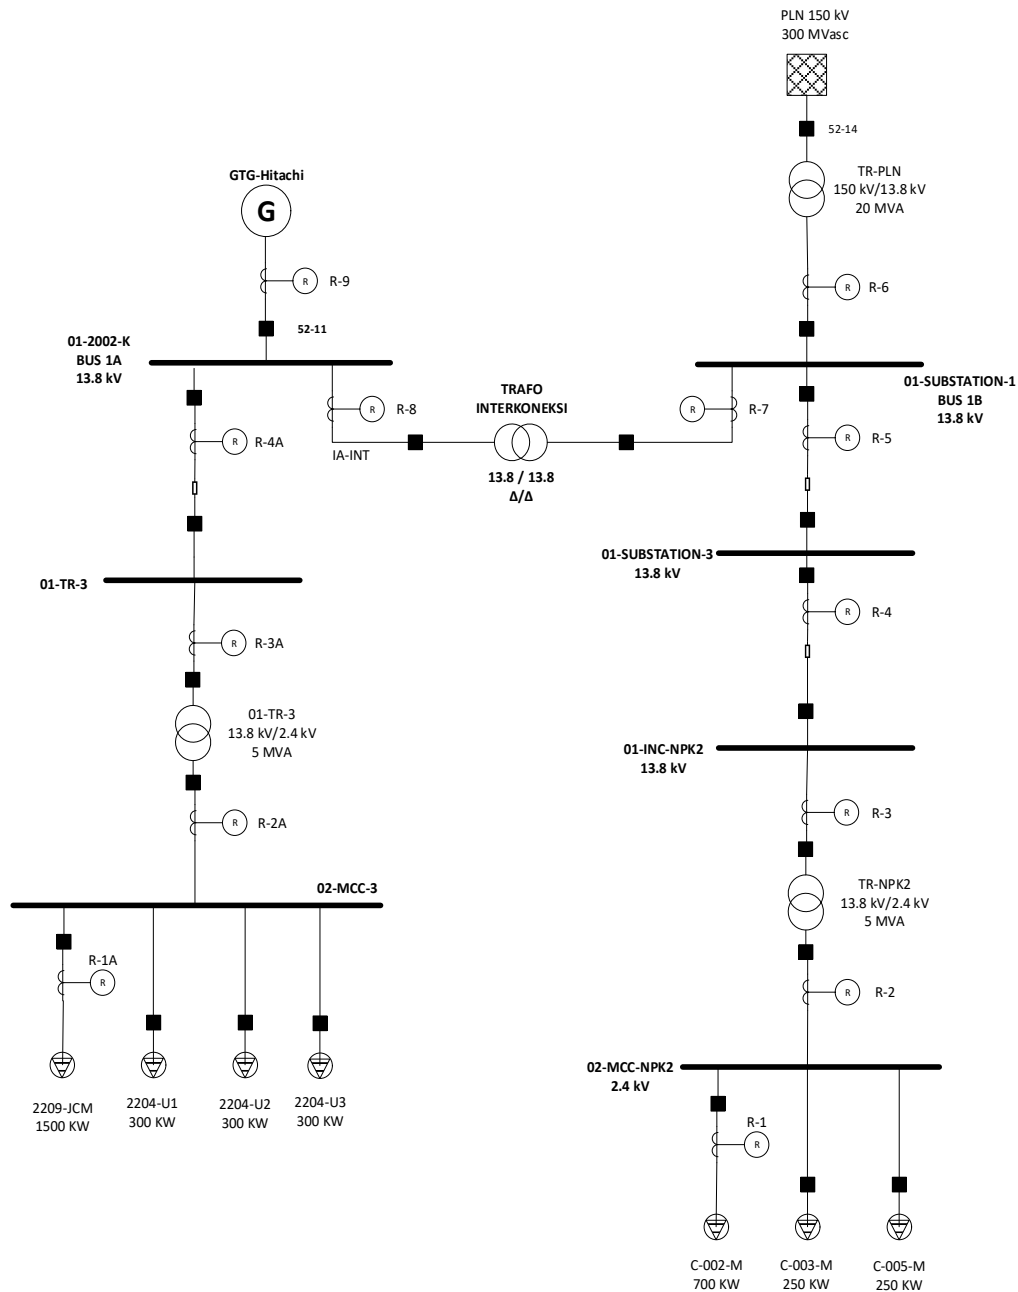 PLN 150 kV
300 MVasc
52-14
TR-PLN
150 kV/13.8 kV
20 MVA
R
R-6
GTG-Hitachi
G
R
R-9
52-11
01-2002-K
BUS 1A
13.8 kV
01-SUBSTATION-1
BUS 1B
13.8 kV
R
R-8
TRAFO
INTERKONEKSI
R
R-7
IA-INT
13.8 / 13.8
Δ/Δ
R
R-4A
R
R-5
01-SUBSTATION-3
13.8 kV
01-TR-3
R
R-3A
R
R-4
01-TR-3
13.8 kV/2.4 kV
5 MVA
01-INC-NPK2
13.8 kV
R
R-2A
R
R-3
02-MCC-3
TR-NPK2
13.8 kV/2.4 kV
5 MVA
R-1A
R
R
R-2
2209-JCM
1500 KW
2204-U1
300 KW
2204-U2
300 KW
2204-U3
300 KW
02-MCC-NPK2
2.4 kV
R-1
R
C-002-M
700 KW
C-003-M
250 KW
C-005-M
250 KW